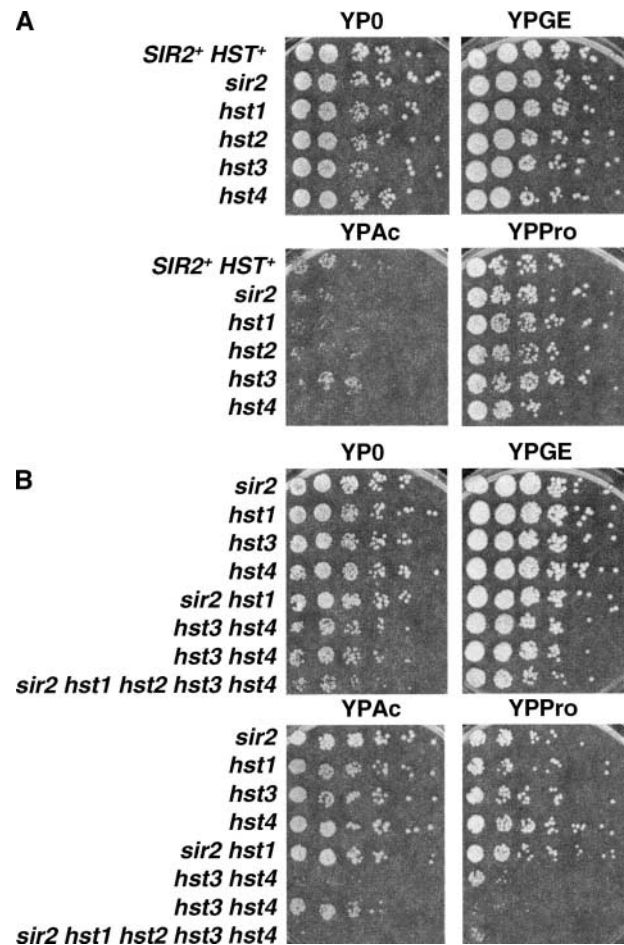 A
YP0 YPGE
SIR2+ HST+
sir2
hst1
hst2
hst3
hst4
YPAc YPPro
SIR2+ HST+
sir2
hst1
hst2
hst3
hst4
B
YP0 YPGE
sir2
hst1
hst3
hst4
sir2 hst1
hst3 hst4
hst3 hst4
sir2 hst1 hst2 hst3 hst4
YPAc YPPro
sir2
hst1
hst3
hst4
sir2 hst1
hst3 hst4
hst3 hst4
sir2 hst1 hst2 hst3 hst4